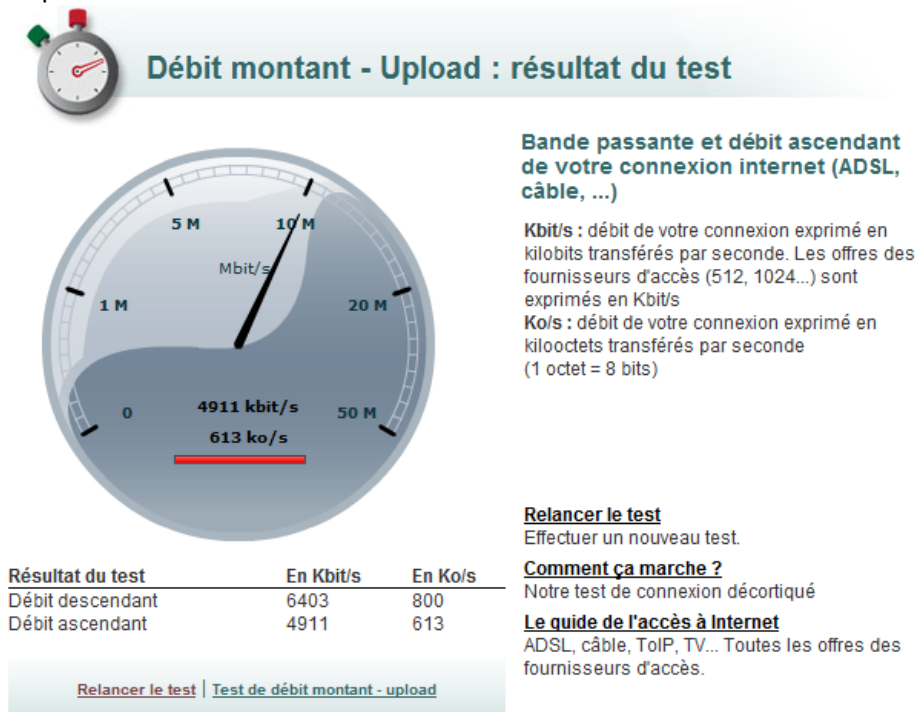 Débit montant - Upload : résultat du test
5 M
10 M
Mbit/s
1 M
20 M
0
50 M
4911 kbit/s
613 ko/s
Bande passante et débit ascendant
de votre connexion internet (ADSL,
câble, ...)
Kbit/s : débit de votre connexion exprimé en
kilobits transférés par seconde. Les offres des
fournisseurs d'accès (512, 1024...) sont
exprimés en Kbit/s
Ko/s : débit de votre connexion exprimé en
kilooctets transférés par seconde
(1 octet = 8 bits)
Relancer le test
Effectuer un nouveau test.
Comment ça marche ?
Notre test de connexion décortiqué
Le guide de l'accès à Internet
ADSL, câble, ToIP, TV... Toutes les offres des
fournisseurs d'accès.
Résultat du test En Kbit/s En Ko/s
Débit descendant 6403 800
Débit ascendant 4911 613
Relancer le test | Test de débit montant - upload